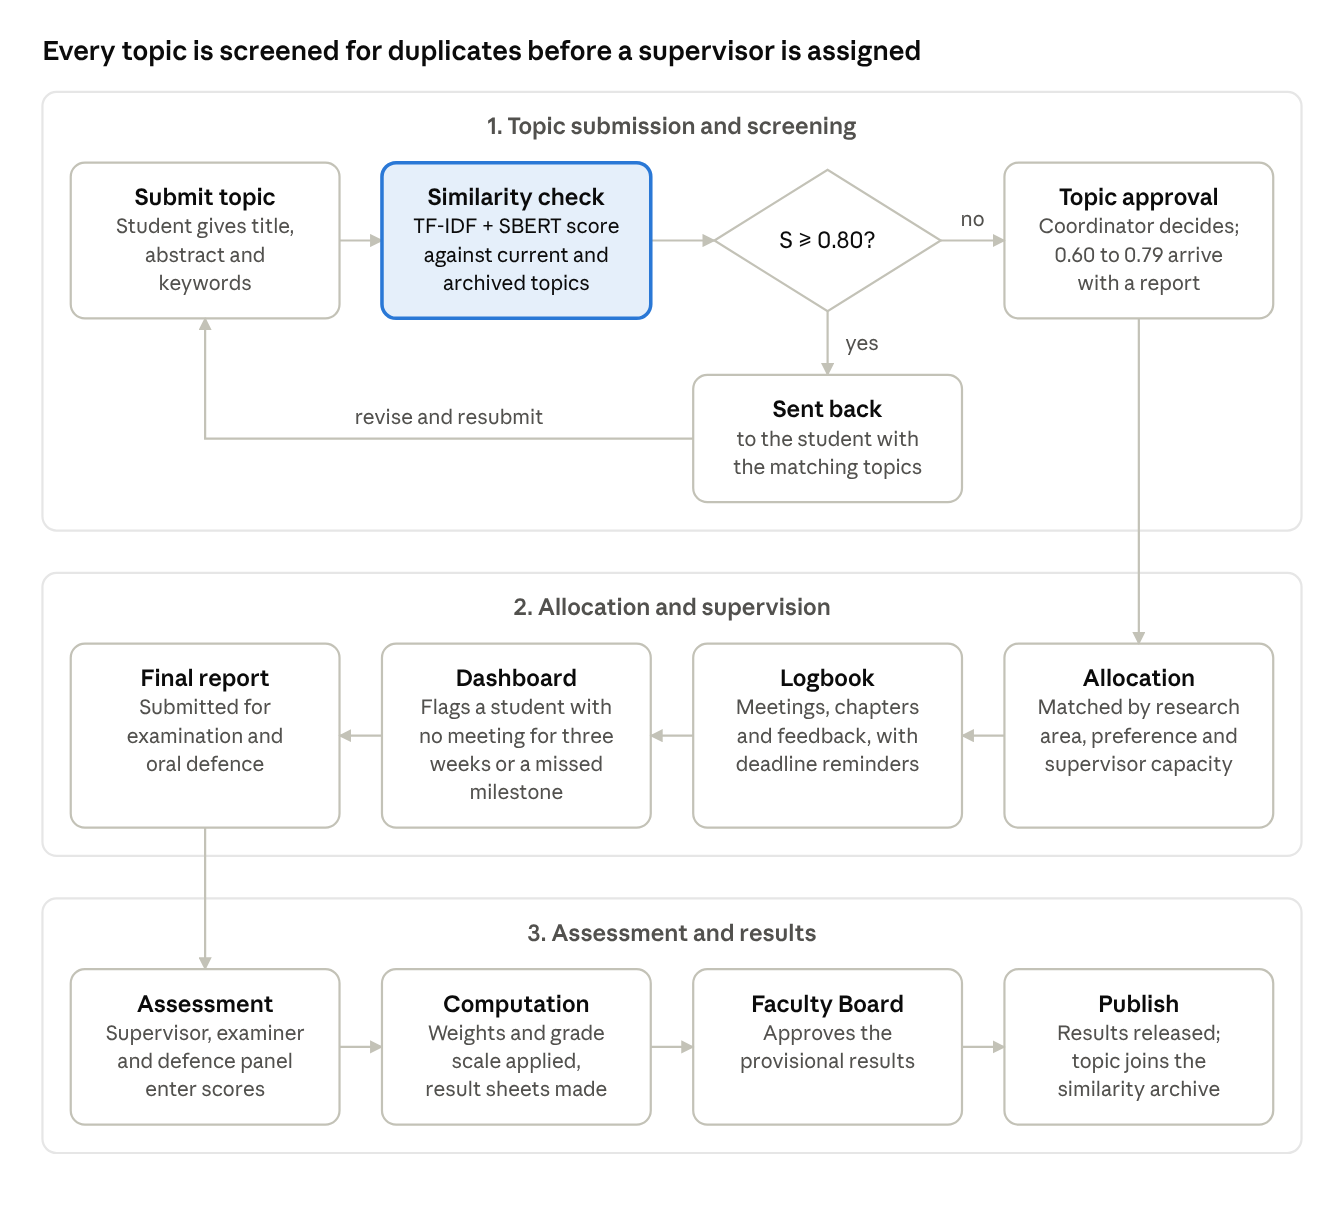 Every topic is screened for duplicates before a supervisor is assigned
1. Topic submission and screening
Submit topic
Student gives title,
abstract and
keywords
Similarity check
TF-IDF + SBERT score
against current and
archived topics
S ⩾ 0.80?
no
Topic approval
Coordinator decides;
0.60 to 0.79 arrive
with a report
yes
Sent back
to the student with
the matching topics
revise and resubmit
2. Allocation and supervision
Final report
Submitted for
examination and
oral defence
Dashboard
Flags a student with
no meeting for three
weeks or a missed
milestone
Logbook
Meetings, chapters
and feedback, with
deadline reminders
Allocation
Matched by research
area, preference and
supervisor capacity
3. Assessment and results
Assessment
Supervisor, examiner
and defence panel
enter scores
Computation
Weights and grade
scale applied,
result sheets made
Faculty Board
Approves the
provisional results
Publish
Results released;
topic joins the
similarity archive